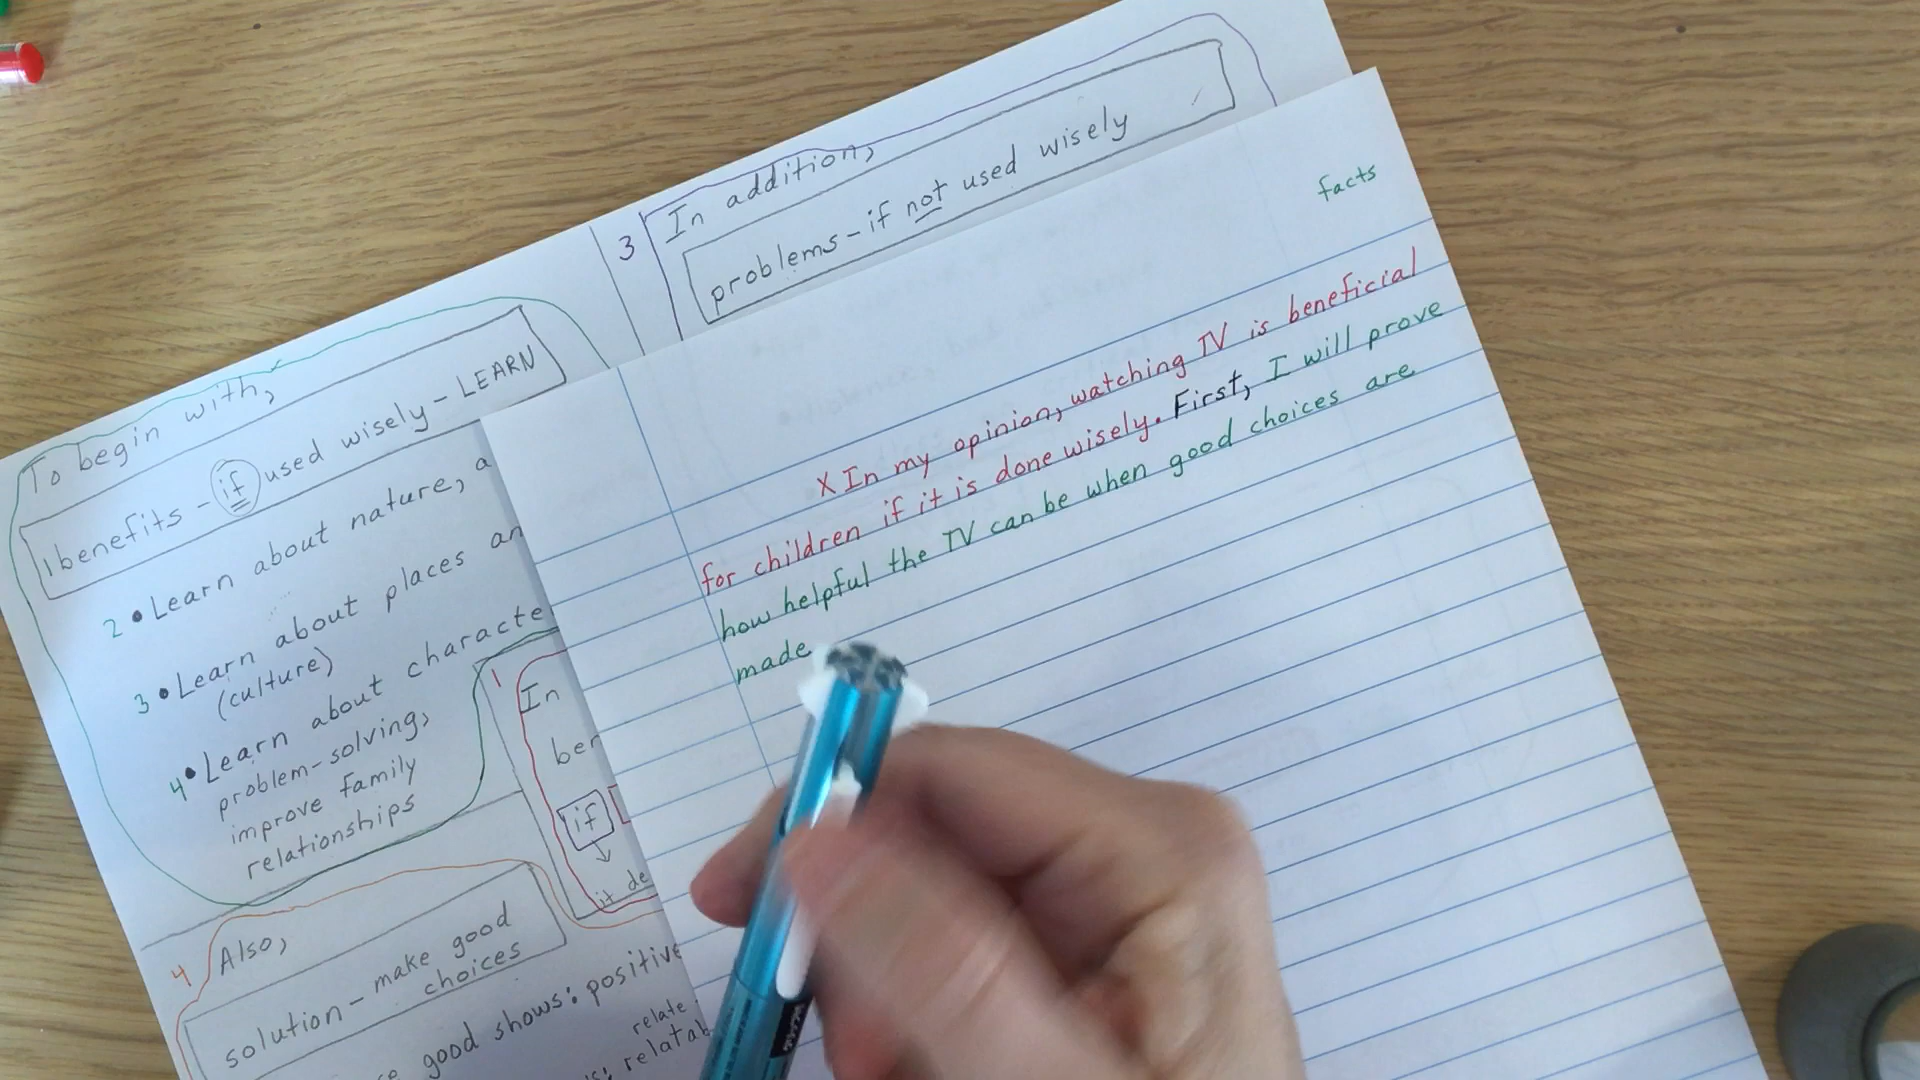 In addition,
3
problems - if not used wisely
To begin with,
1 benefits - if used wisely - LEARN
2 • Learn about nature, a
3 • Learn about places an
(culture)
4 • Learn about characte
problem-solving,
improve family
relationships
1
In
ben
if
it de
4
Also,
solution - make good
choices
good shows: positive
relate
relatab
facts
X In my opinion, watching TV is beneficial
for children if it is done wisely. First, I will prove
how helpful the TV can be when good choices are
made